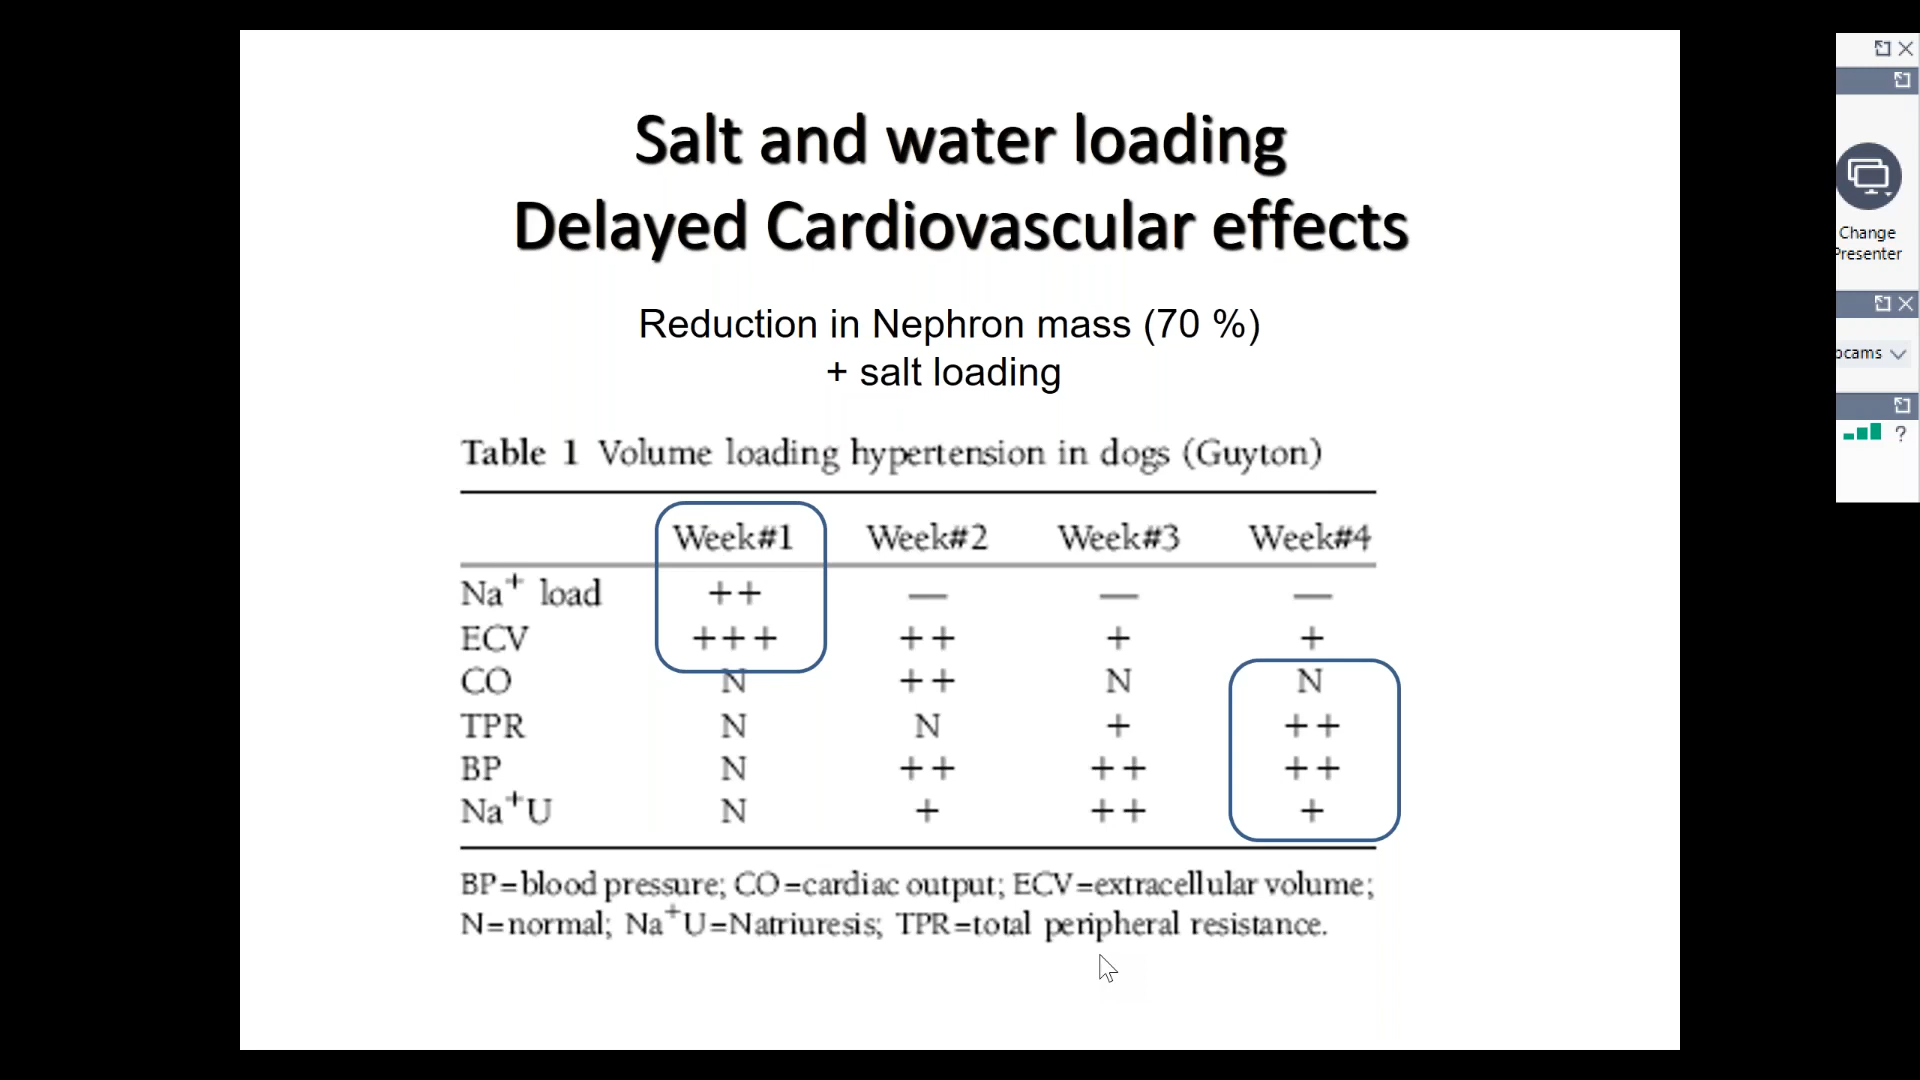 Salt and water loading
Delayed Cardiovascular effects
Reduction in Nephron mass (70 %)
+ salt loading
Table 1 Volume loading hypertension in dogs (Guyton)
Week#1 Week#2 Week#3 Week#4
Na+ load ++ — — —
ECV +++ ++ + +
CO N ++ N N
TPR N N + ++
BP N ++ ++ ++
Na+U N + ++ +
BP=blood pressure; CO=cardiac output; ECV=extracellular volume;
N=normal; Na+U=Natriuresis; TPR=total peripheral resistance.
Change
Presenter
?